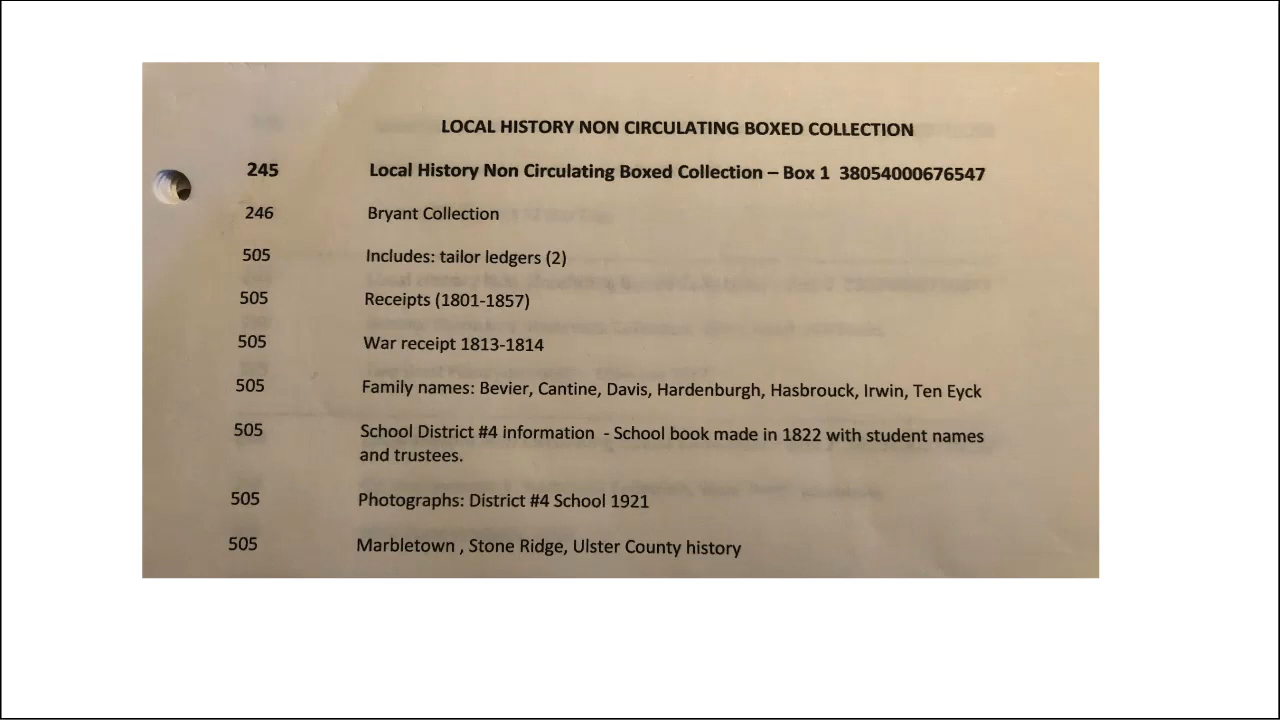 LOCAL HISTORY NON CIRCULATING BOXED COLLECTION
245 Local History Non Circulating Boxed Collection – Box 1 38054000676547
246 Bryant Collection
505 Includes: tailor ledgers (2)
505 Receipts (1801-1857)
505 War receipt 1813-1814
505 Family names: Bevier, Cantine, Davis, Hardenburgh, Hasbrouck, Irwin, Ten Eyck
505 School District #4 information - School book made in 1822 with student names
and trustees.
505 Photographs: District #4 School 1921
505 Marbletown , Stone Ridge, Ulster County history